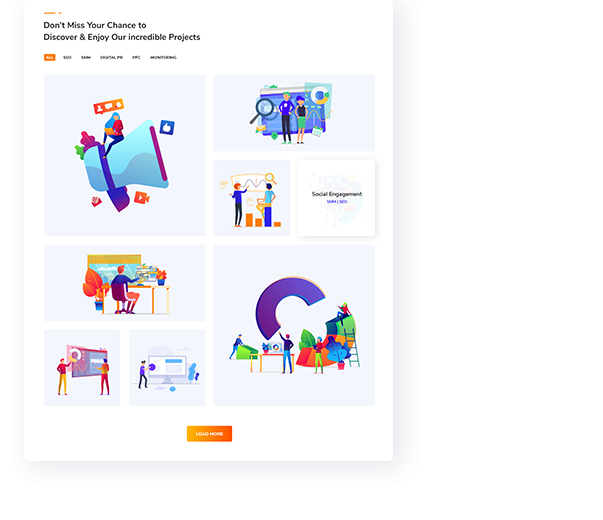 Don't Miss Your Chance to
Discover & Enjoy Our incredible Projects
ALL SEO SMM DIGITAL PR PPC MONITORING
Social Engagement
SMM | SEO
LOAD MORE